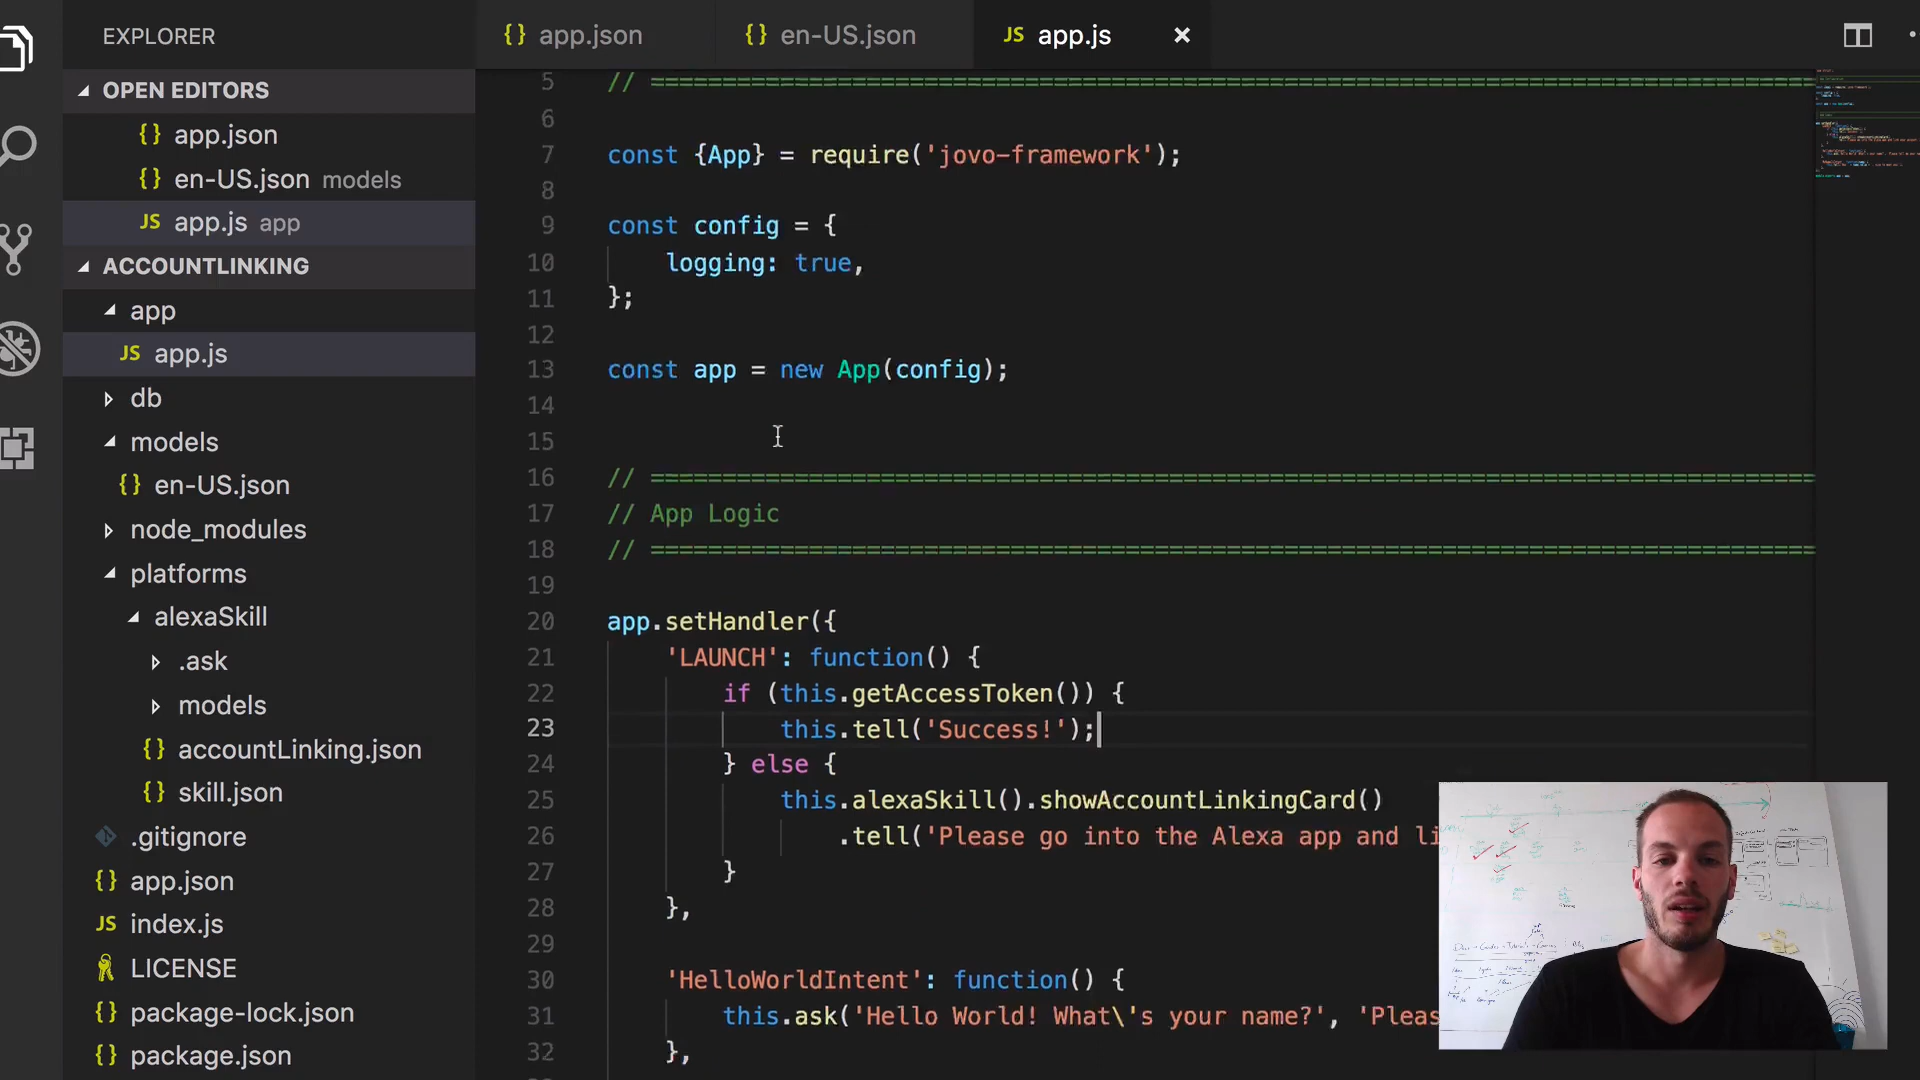 EXPLORER
OPEN EDITORS
{} app.json
{} en-US.json models
JS app.js app
ACCOUNTLINKING
app
JS app.js
db
models
{} en-US.json
node_modules
platforms
alexaSkill
.ask
models
{} accountLinking.json
{} skill.json
.gitignore
{} app.json
JS index.js
LICENSE
{} package-lock.json
{} package.json
{} app.json
{} en-US.json
JS app.js ×
5 // =================================================================================
6
7 const {App} = require('jovo-framework');
8
9 const config = {
10 logging: true,
11 };
12
13 const app = new App(config);
14
15
16 // =================================================================================
17 // App Logic
18 // =================================================================================
19
20 app.setHandler({
21 'LAUNCH': function() {
22 if (this.getAccessToken()) {
23 this.tell('Success!');
24 } else {
25 this.alexaSkill().showAccountLinkingCard()
26 .tell('Please go into the Alexa app and li
27 }
28 },
29
30 'HelloWorldIntent': function() {
31 this.ask('Hello World! What\'s your name?', 'Pleas
32 },